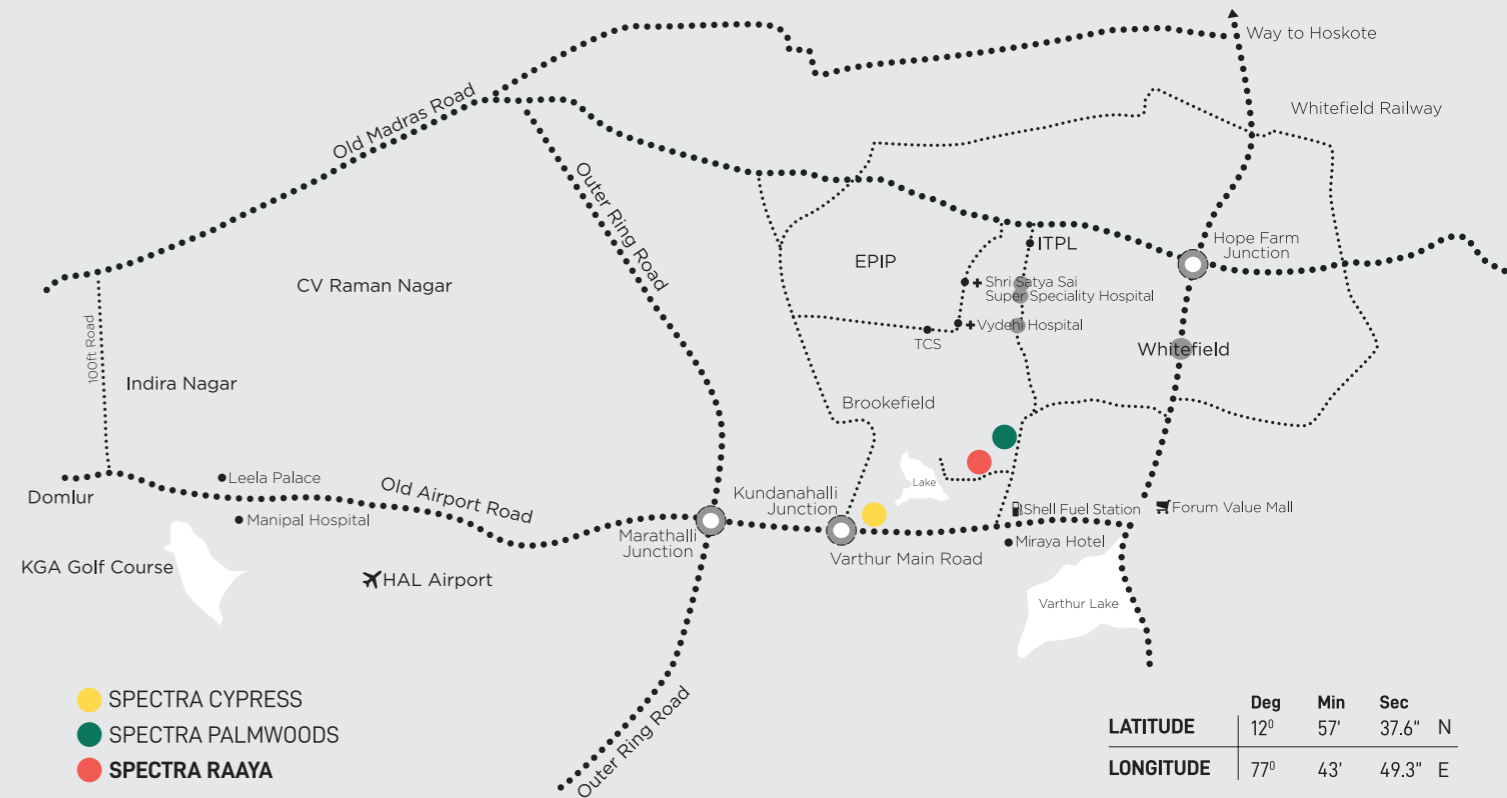 Way to Hoskote
Whitefield Railway
Old Madras Road
Outer Ring Road
Hope Farm
Junction
ITPL
EPIP
CV Raman Nagar
Shri Satya Sai
Super Speciality Hospital
Vydehi Hospital
TCS
Whitefield
100ft Road
Indira Nagar
Brookefield
Leela Palace
Old Airport Road
Domlur
Manipal Hospital
Kundanahalli
Junction
Lake
Marathalli
Junction
Varthur Main Road
Shell Fuel Station
Forum Value Mall
Miraya Hotel
KGA Golf Course
HAL Airport
Varthur Lake
Outer Ring Road
SPECTRA CYPRESS
SPECTRA PALMWOODS
SPECTRA RAAYA
Deg Min Sec
LATITUDE 12⁰ 57' 37.6" N
LONGITUDE 77⁰ 43' 49.3" E